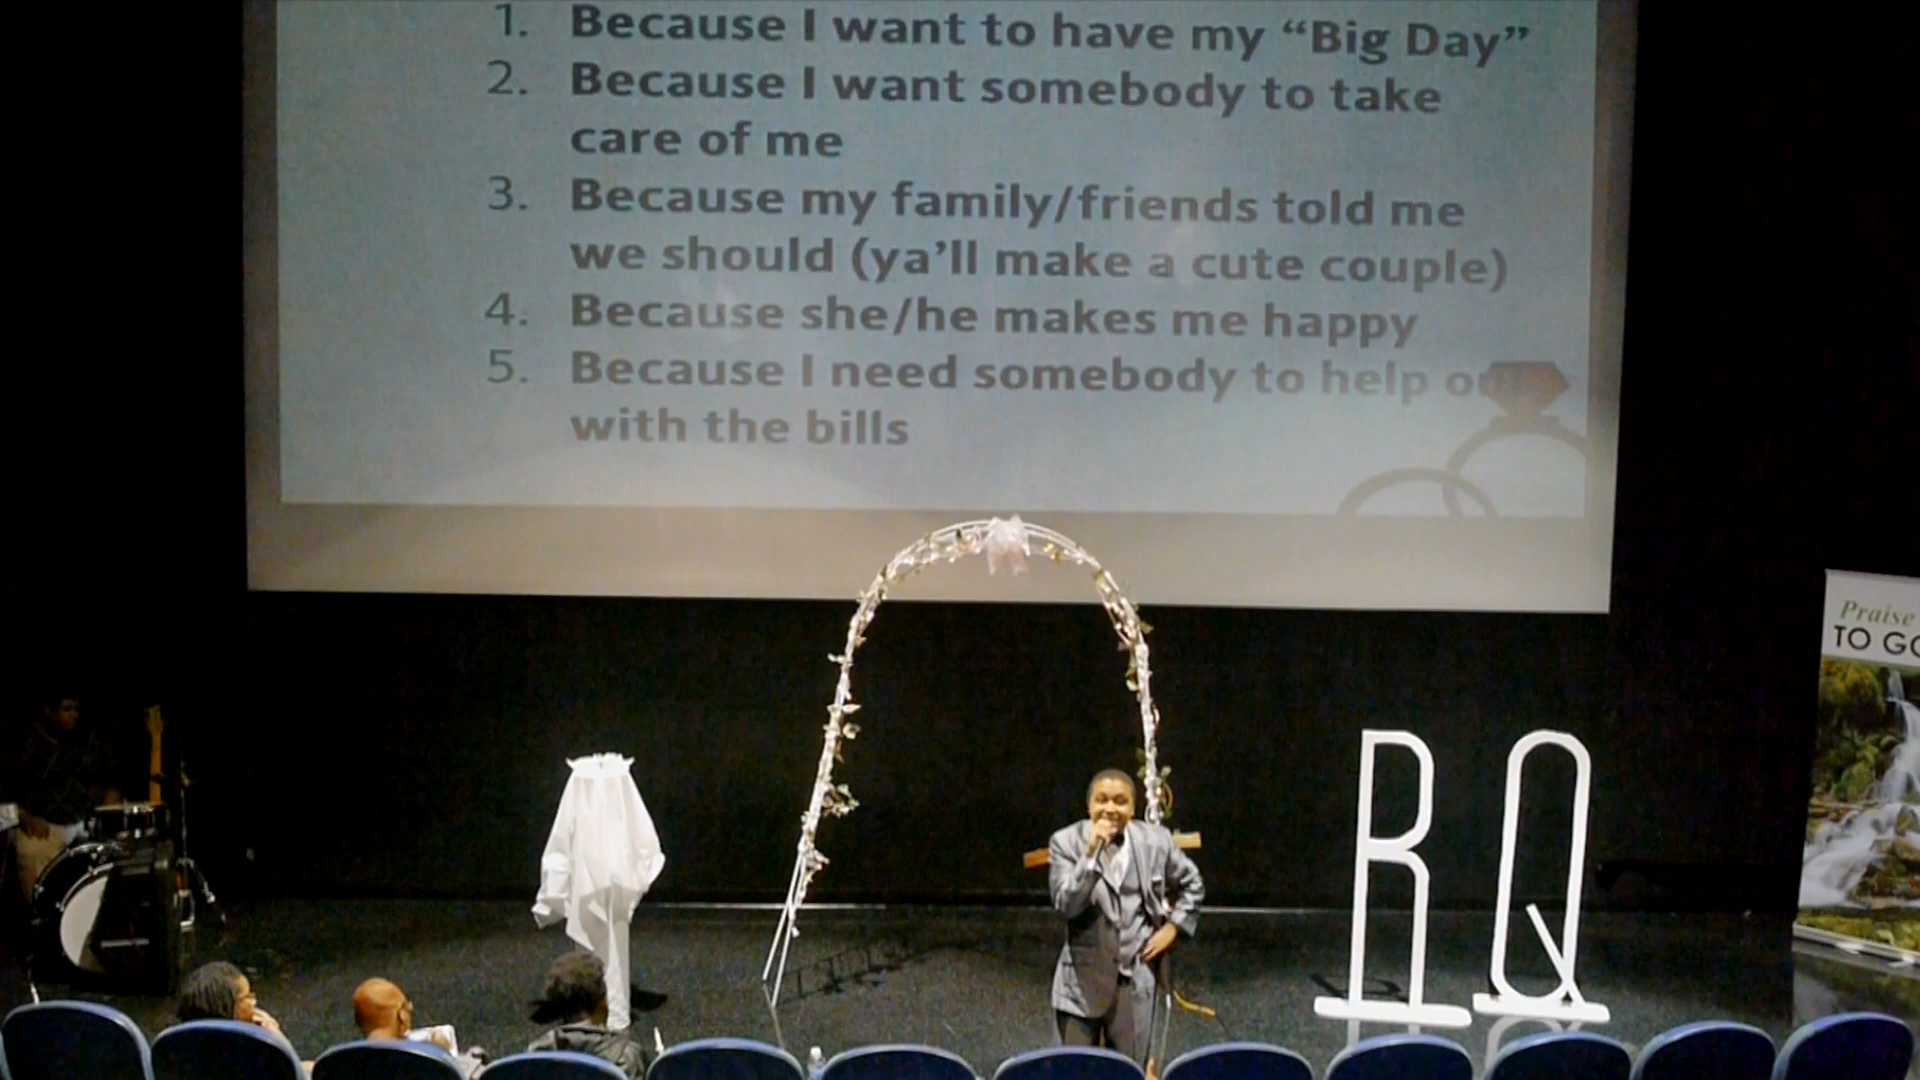 1. Because I want to have my “Big Day”
2. Because I want somebody to take
care of me
3. Because my family/friends told me
we should (ya’ll make a cute couple)
4. Because she/he makes me happy
5. Because I need somebody to help out
with the bills
Praise
TO GO
R Q